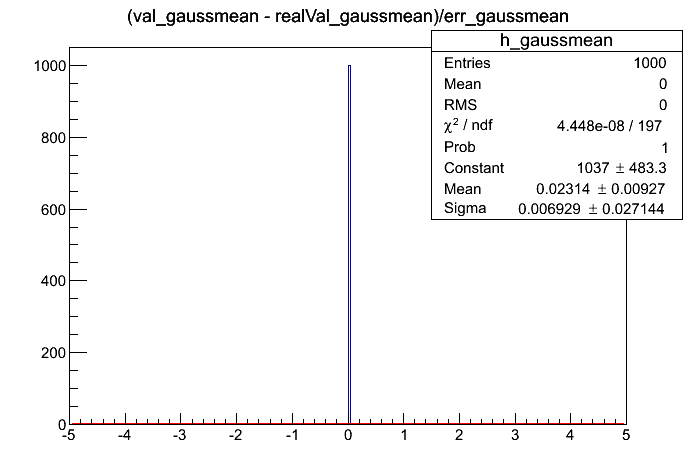 (val_gaussmean - realVal_gaussmean)/err_gaussmean
h_gaussmean
Entries 1000
Mean 0
RMS 0
χ² / ndf 4.448e-08 / 197
Prob 1
Constant 1037 ± 483.3
Mean 0.02314 ± 0.00927
Sigma 0.006929 ± 0.027144
1000
800
600
400
200
0
-5 -4 -3 -2 -1 0 1 2 3 4 5